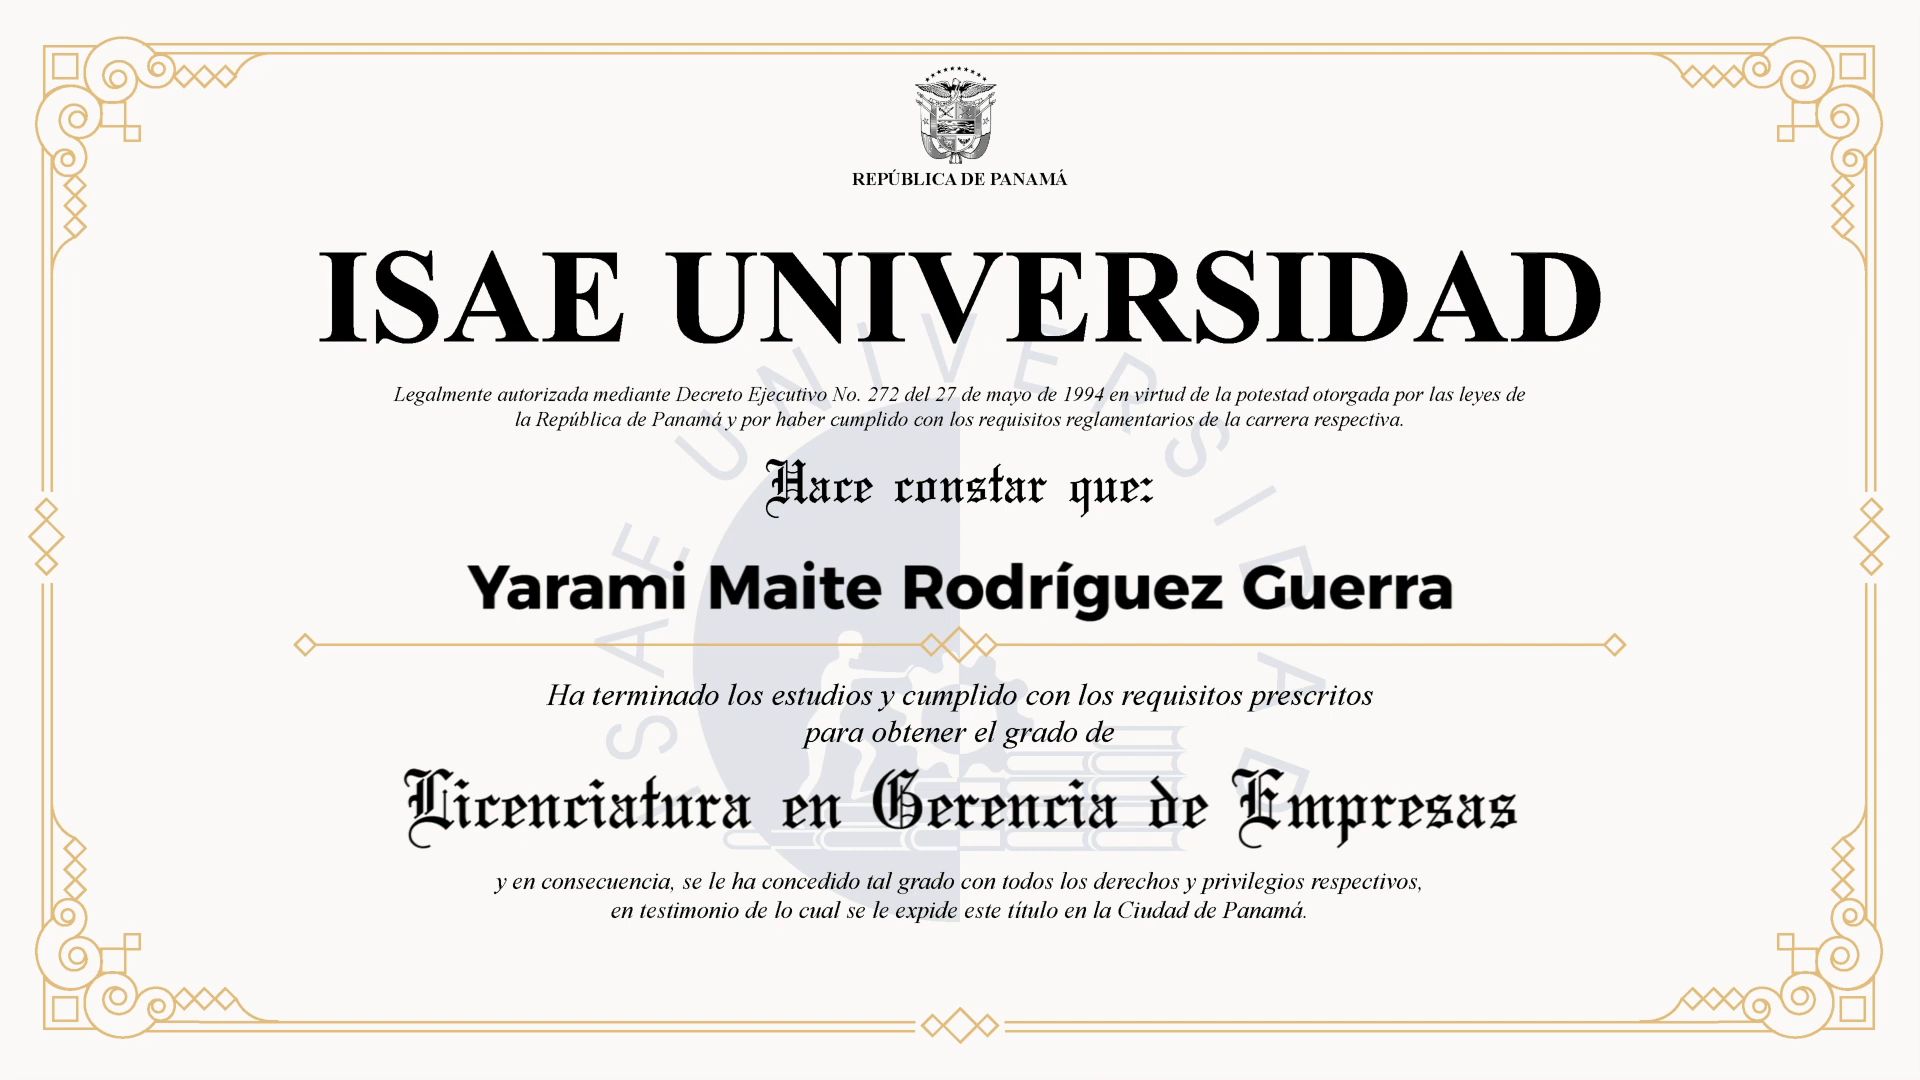 REPÚBLICA DE PANAMÁ
ISAE UNIVERSIDAD
Legalmente autorizada mediante Decreto Ejecutivo No. 272 del 27 de mayo de 1994 en virtud de la potestad otorgada por las leyes de
la República de Panamá y por haber cumplido con los requisitos reglamentarios de la carrera respectiva.
Hace constar que:
Yarami Maite Rodríguez Guerra
Ha terminado los estudios y cumplido con los requisitos prescritos
para obtener el grado de
Licenciatura en Gerencia de Empresas
y en consecuencia, se le ha concedido tal grado con todos los derechos y privilegios respectivos,
en testimonio de lo cual se le expide este título en la Ciudad de Panamá.
ISAE UNIVERSIDAD